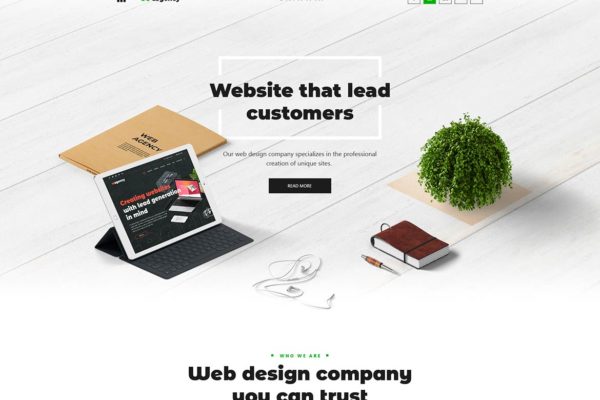 Website that lead
customers
Our web design company specializes in the professional
creation of unique sites.
READ MORE
WEB
AGENCY
Creating websites
with lead generation
in mind
WHO WE ARE
Web design company
you can trust